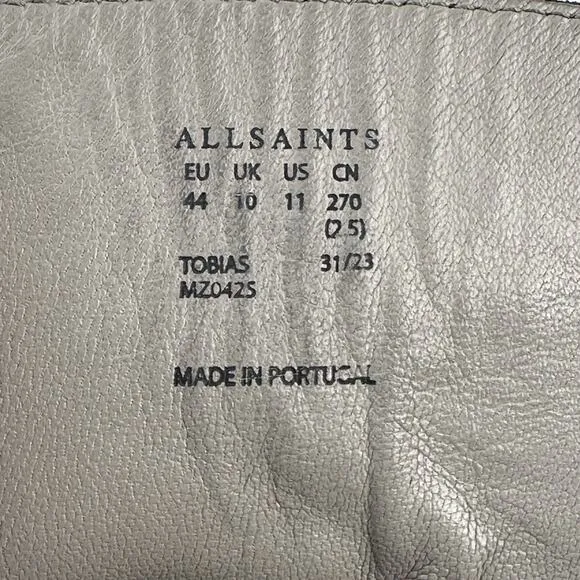 ALLSAINTS
EU UK US CN
44 10 11 270
(2.5)
TOBIAS 31/23
MZ042S
MADE IN PORTUGAL